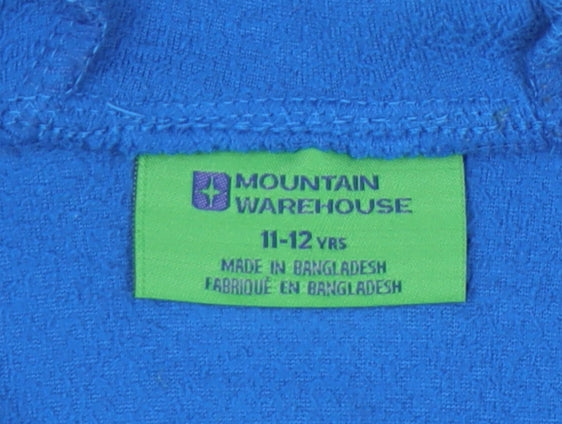 MOUNTAIN
WAREHOUSE
11-12 YRS
MADE IN BANGLADESH
FABRIQUÉ EN BANGLADESH